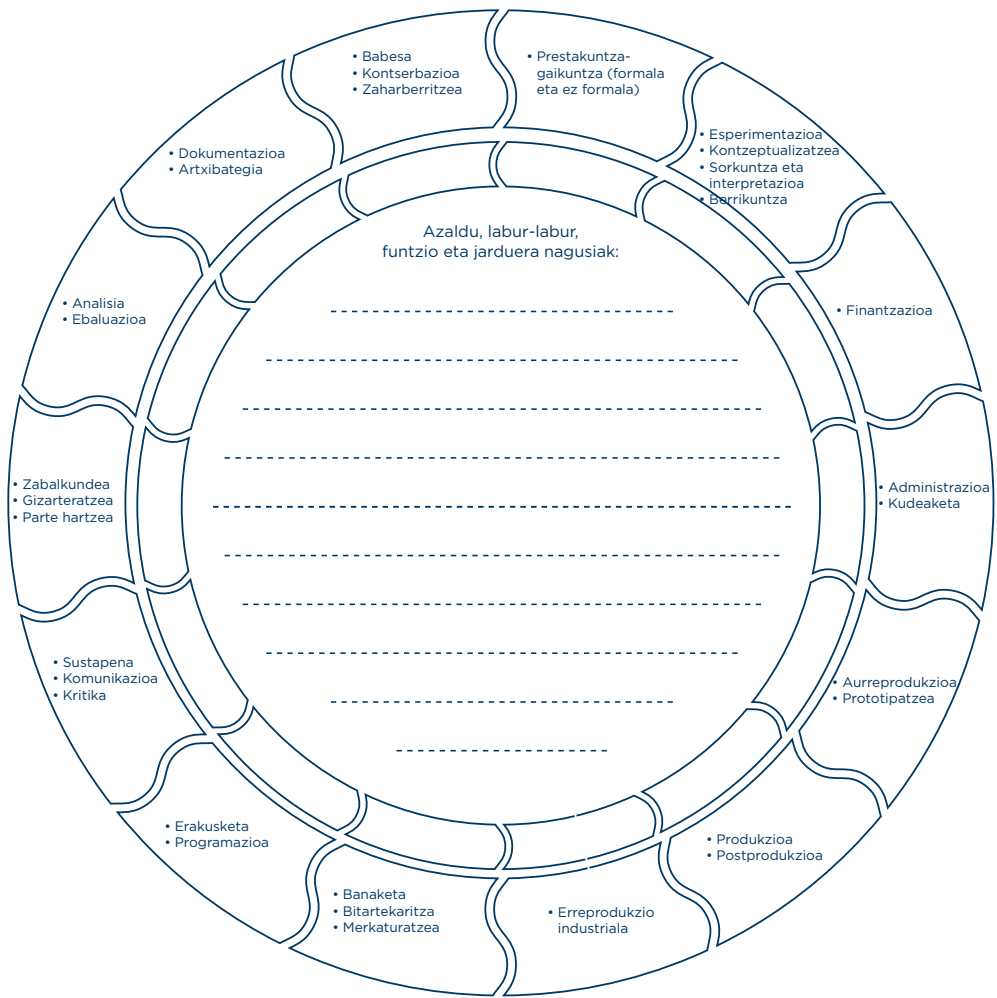 • Prestakuntza-
gaikuntza (formala
eta ez formala)
• Esperimentazioa
• Kontzeptualizatzea
• Sorkuntza eta
interpretazioa
• Berrikuntza
• Finantzazioa
• Administrazioa
• Kudeaketa
• Aurreprodukzioa
• Prototipatzea
• Produkzioa
• Postprodukzioa
• Erreprodukzio
industriala
• Banaketa
• Bitartekaritza
• Merkaturatzea
• Erakusketa
• Programazioa
• Sustapena
• Komunikazioa
• Kritika
• Zabalkundea
• Gizarteratzea
• Parte hartzea
• Analisia
• Ebaluazioa
• Dokumentazioa
• Artxibategia
• Babesa
• Kontserbazioa
• Zaharberritzea
Azaldu, labur-labur,
funtzio eta jarduera nagusiak: